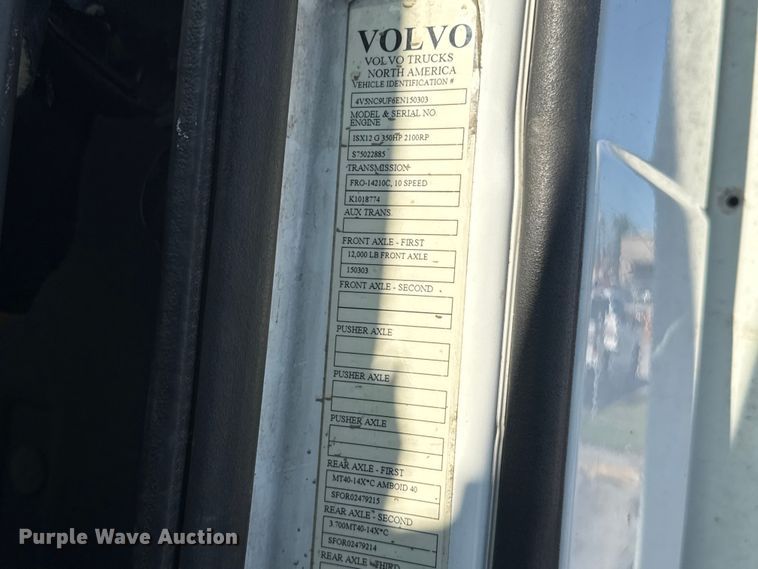 VOLVO
VOLVO TRUCKS
NORTH AMERICA
VEHICLE IDENTIFICATION #
4V5NC9UF6EN150303
MODEL & SERIAL NO
ENGINE
ISX12 G 350HP 2100RP
S75022885
TRANSMISSION
FRO-14210C, 10 SPEED
K1018774
AUX TRANS
FRONT AXLE - FIRST
12,000 LB FRONT AXLE
150303
FRONT AXLE - SECOND
PUSHER AXLE
PUSHER AXLE
PUSHER AXLE
REAR AXLE - FIRST
MT40-14X*C AMBOID 40
SFOR02479215
REAR AXLE - SECOND
3.700MT40-14X*C
SFOR02479214
REAR AXLE - THIRD
Purple Wave Auction®